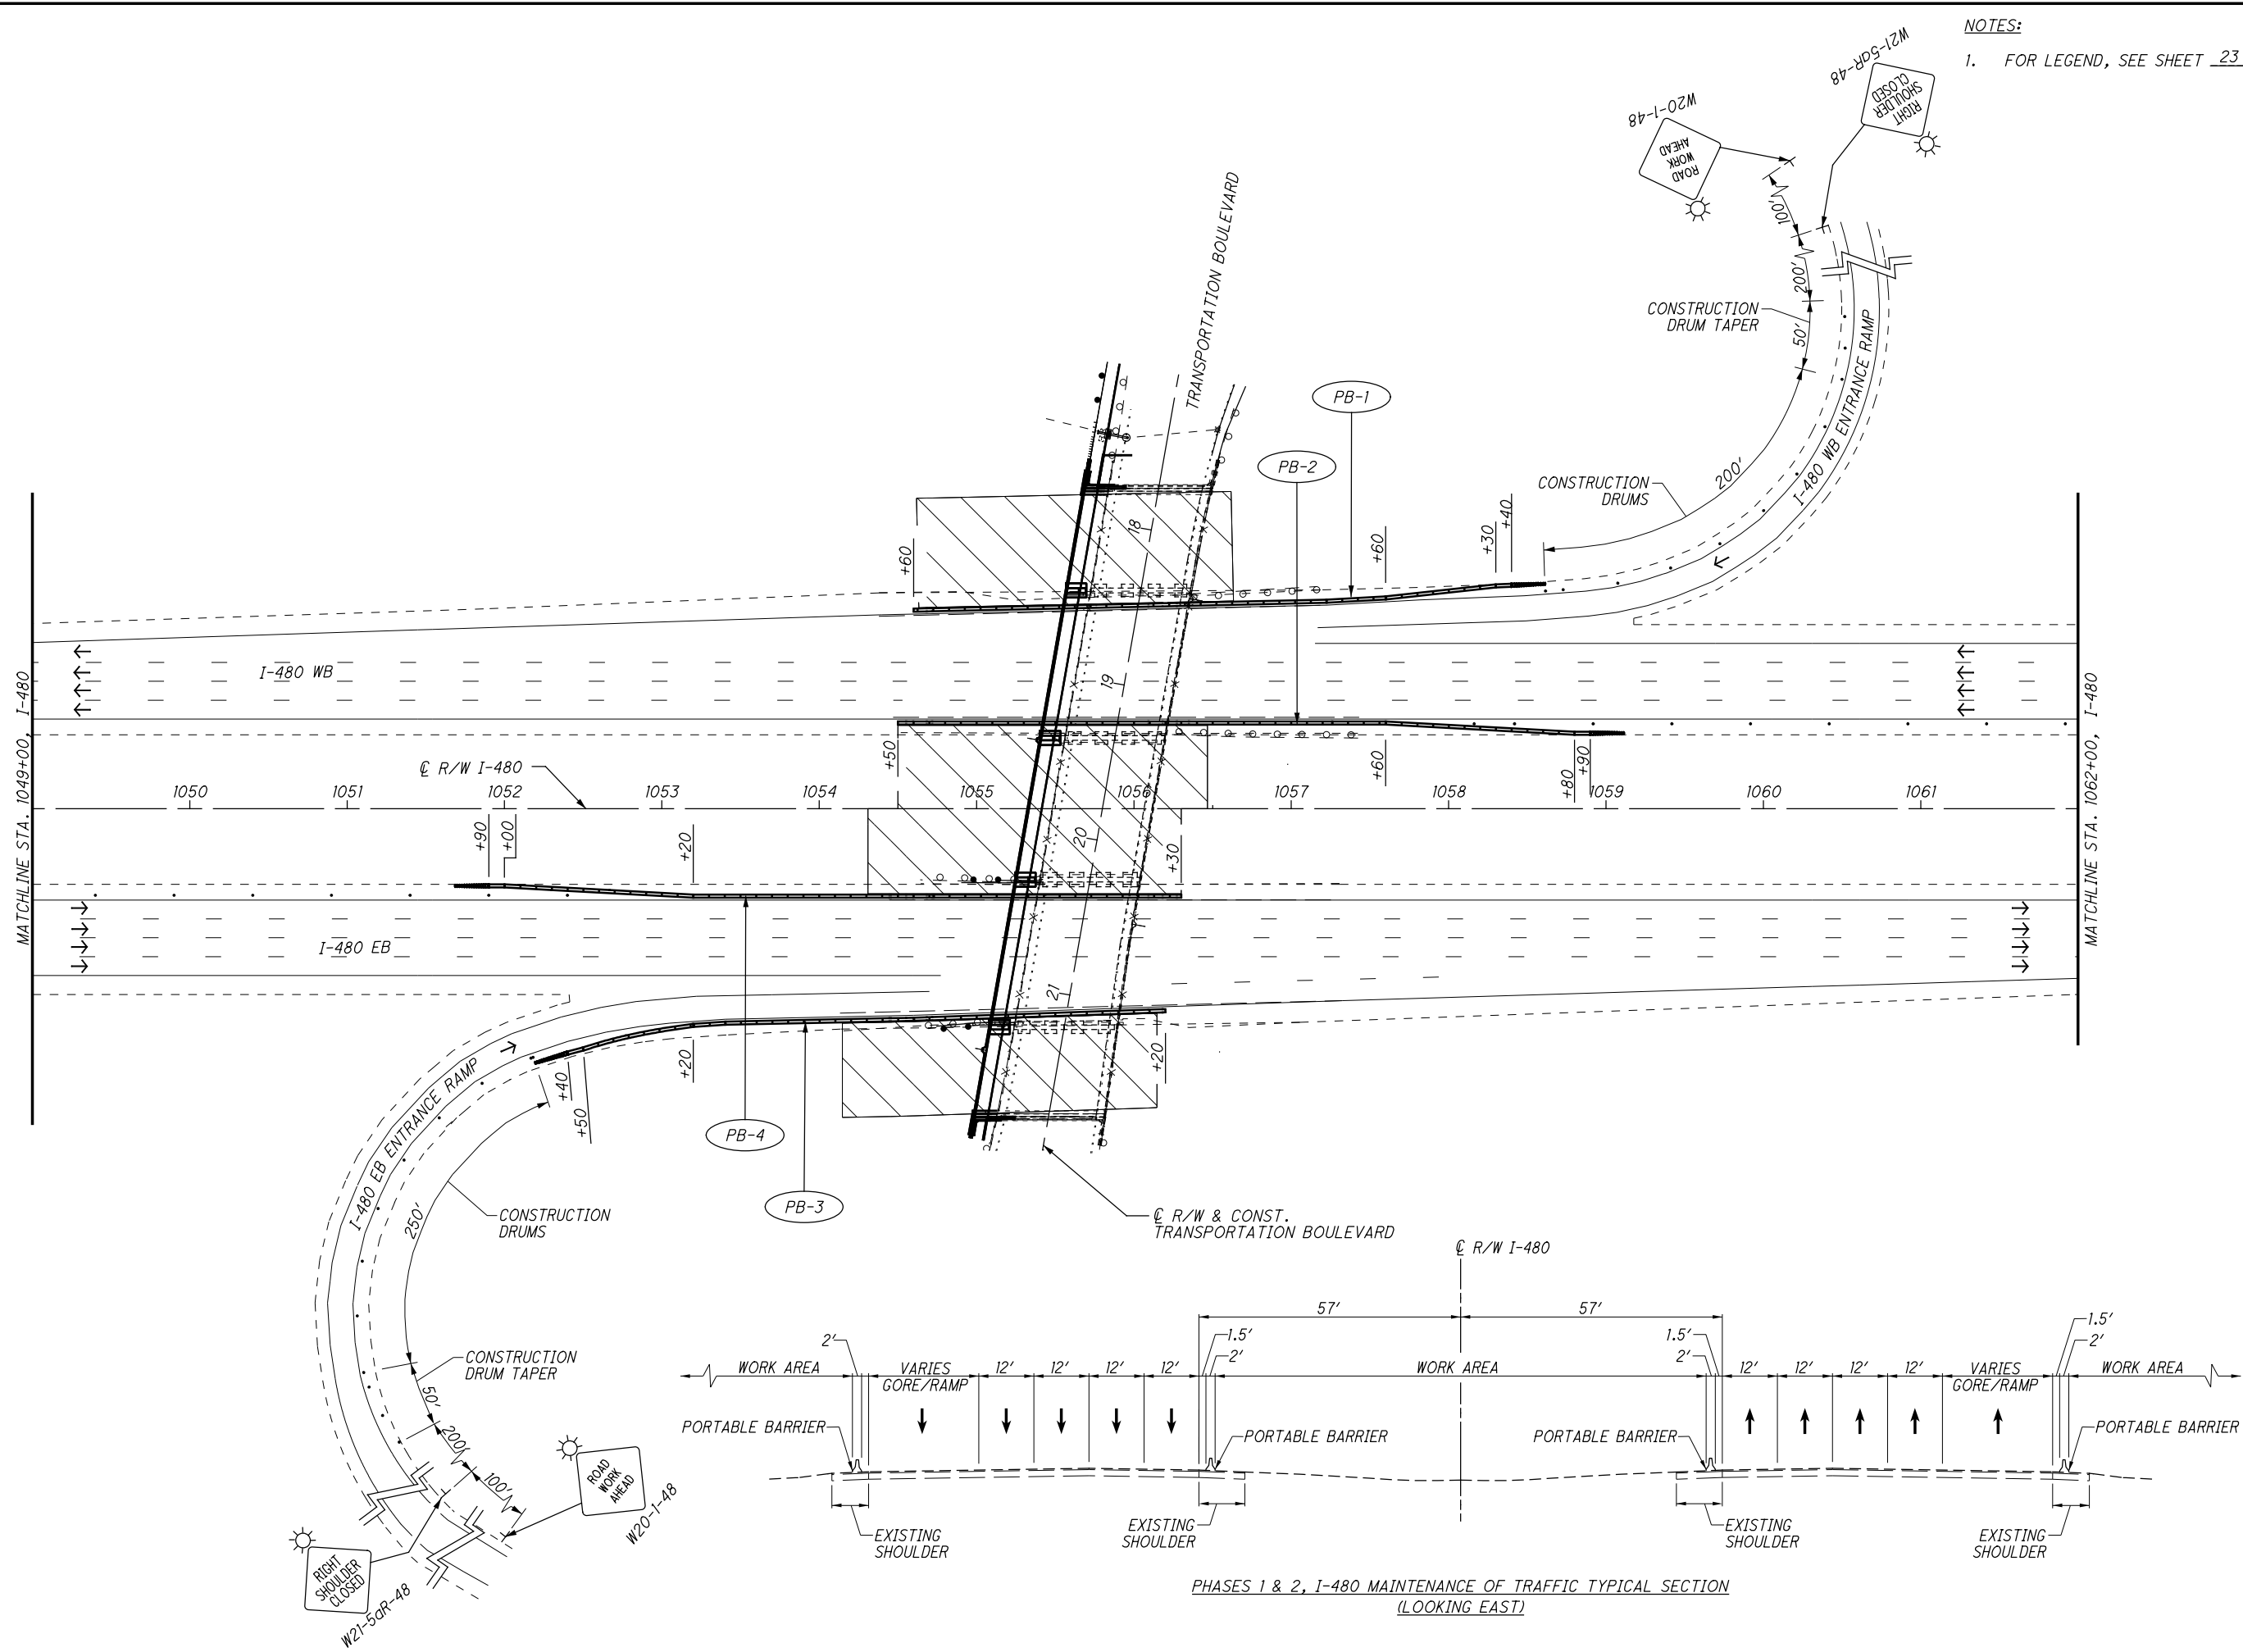 NOTES:
1. FOR LEGEND, SEE SHEET 23
W21-5aR-48
RIGHT
SHOULDER
CLOSED
W20-1-48
ROAD
WORK
AHEAD
100'
200'
CONSTRUCTION
DRUM TAPER
50'
I-480 WB ENTRANCE RAMP
200'
CONSTRUCTION
DRUMS
TRANSPORTATION BOULEVARD
PB-1
PB-2
+60
+60
+30
+40
18
19
20
21
MATCHLINE STA. 1049+00, I-480
MATCHLINE STA. 1062+00, I-480
I-480 WB
+50
+60
+80
+90
℄ R/W I-480
1050
1051
1052
1053
1054
1055
1056
1057
1058
1059
1060
1061
+90
+00
+20
+30
I-480 EB
+40
+50
+20
+20
PB-4
PB-3
I-480 EB ENTRANCE RAMP
250'
CONSTRUCTION
DRUMS
℄ R/W & CONST.
TRANSPORTATION BOULEVARD
CONSTRUCTION
DRUM TAPER
50'
200'
100'
ROAD
WORK
AHEAD
W20-1-48
RIGHT
SHOULDER
CLOSED
W21-5aR-48
℄ R/W I-480
57'
57'
2'
1.5'
2'
1.5'
2'
1.5'
2'
WORK AREA
VARIES
GORE/RAMP
12'
12'
12'
12'
WORK AREA
12'
12'
12'
12'
VARIES
GORE/RAMP
WORK AREA
PORTABLE BARRIER
PORTABLE BARRIER
PORTABLE BARRIER
PORTABLE BARRIER
EXISTING
SHOULDER
EXISTING
SHOULDER
EXISTING
SHOULDER
EXISTING
SHOULDER
PHASES 1 & 2, I-480 MAINTENANCE OF TRAFFIC TYPICAL SECTION
(LOOKING EAST)